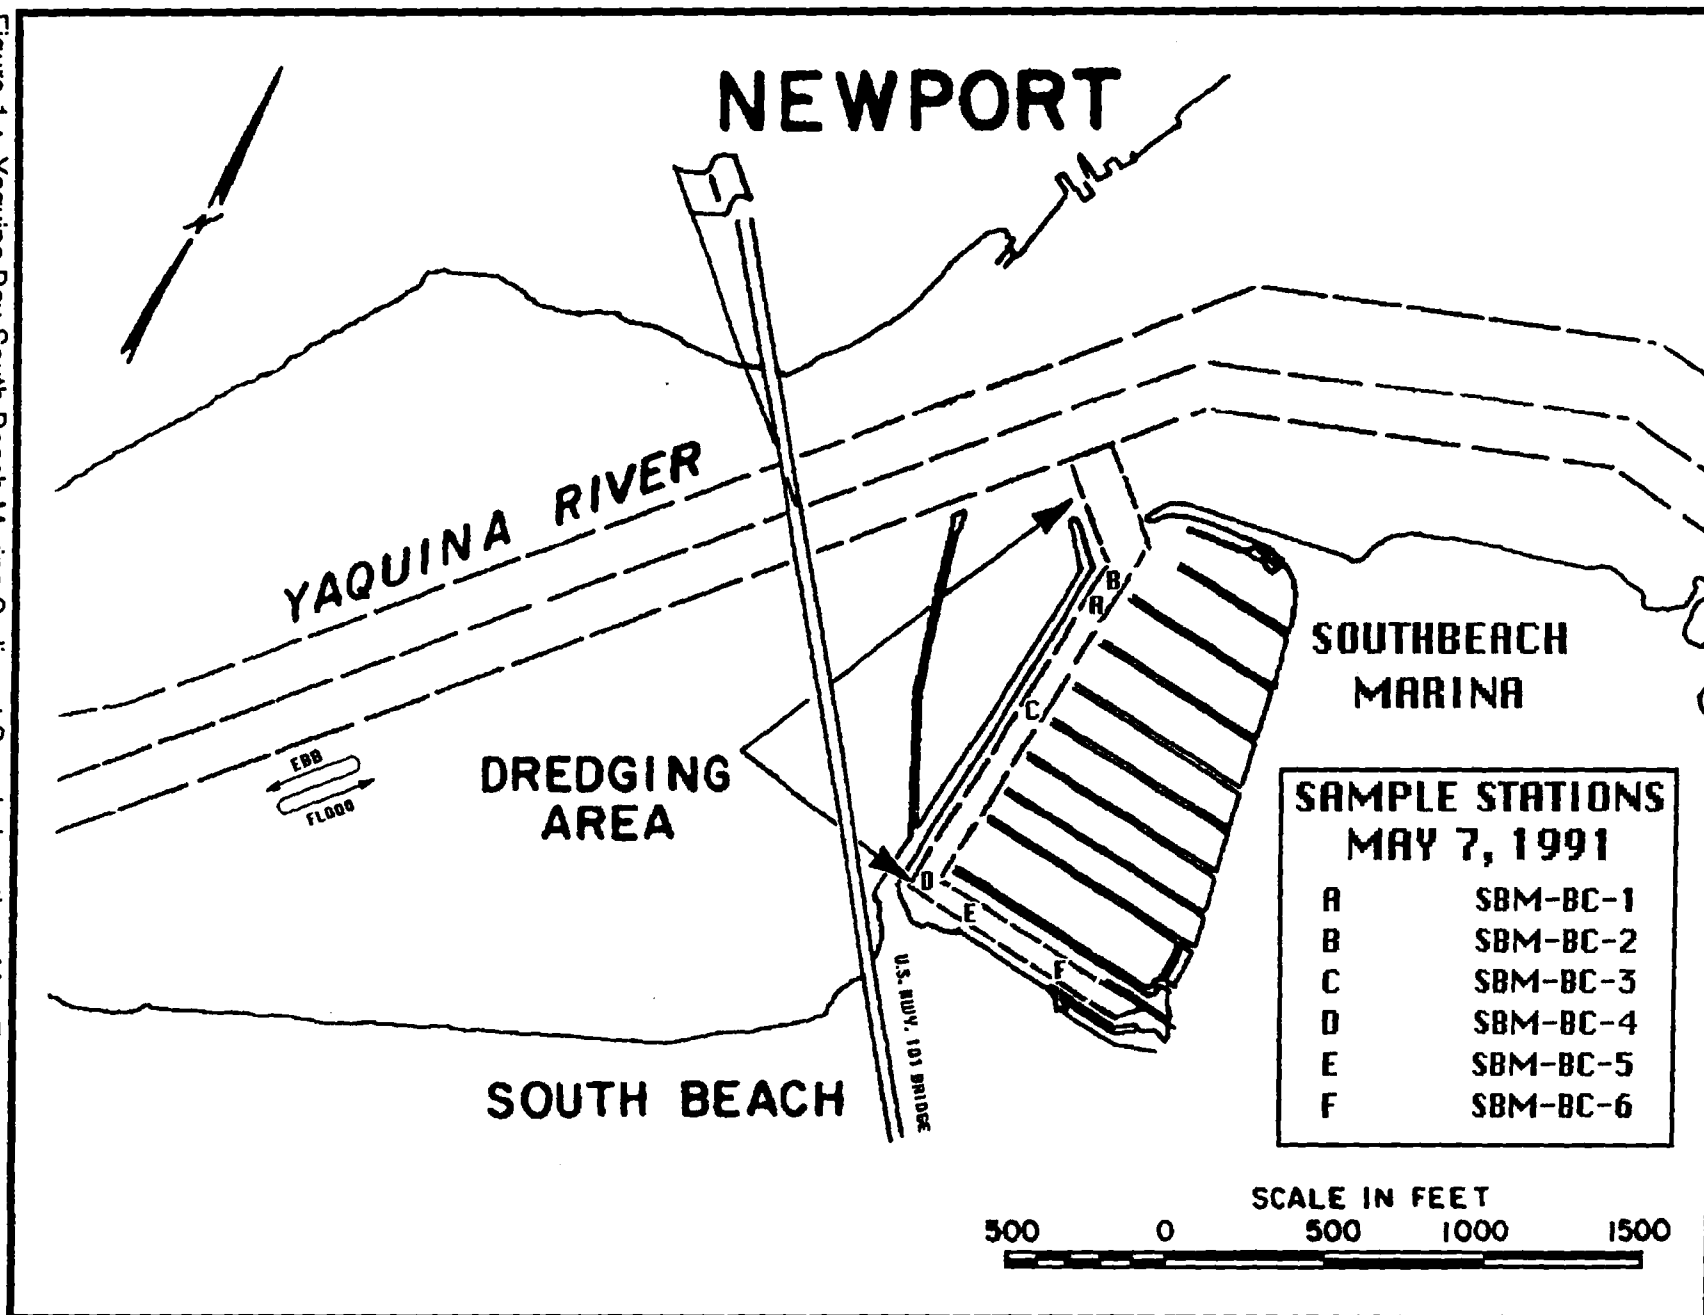 NEWPORT
1
YAQUINA RIVER
EBB
FLOOD
DREDGING
AREA
B
A
C
D
E
F
SOUTHBEACH
MARINA
U.S. HWY. 101 BRIDGE
SOUTH BEACH
SAMPLE STATIONS
MAY 7, 1991
A SBM-BC-1
B SBM-BC-2
C SBM-BC-3
D SBM-BC-4
E SBM-BC-5
F SBM-BC-6
SCALE IN FEET
500 0 500 1000 1500